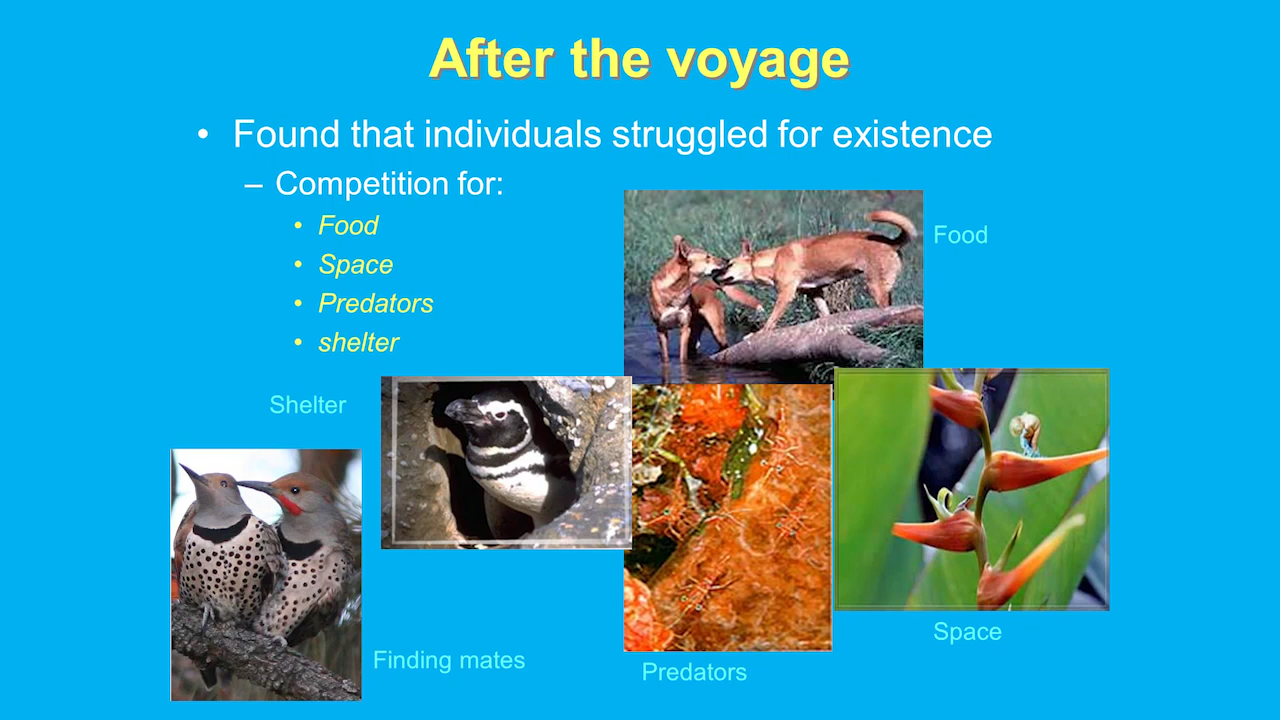 After the voyage
• Found that individuals struggled for existence
– Competition for:
• Food
• Space
• Predators
• shelter
Food
Shelter
Space
Finding mates
Predators